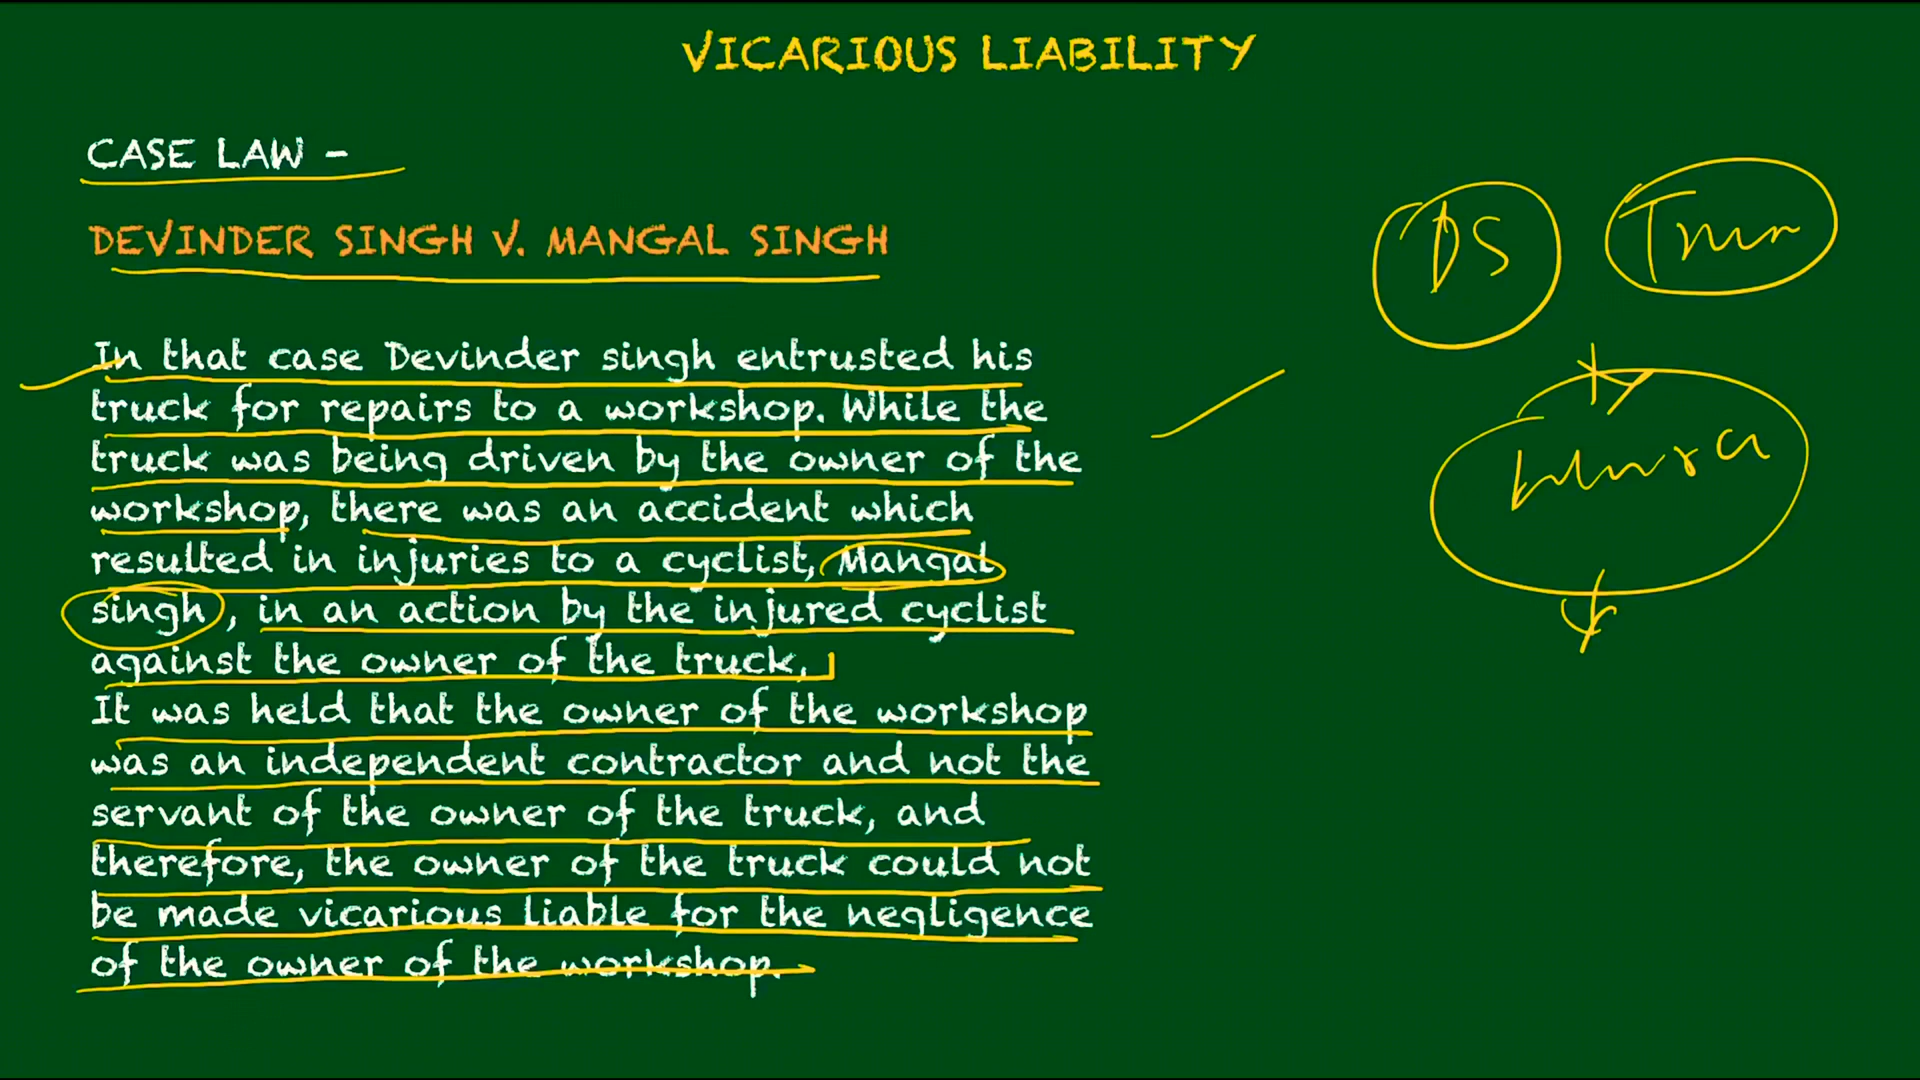 VICARIOUS LIABILITY
CASE LAW -
DEVINDER SINGH V. MANGAL SINGH
In that case Devinder singh entrusted his
truck for repairs to a workshop. While the
truck was being driven by the owner of the
workshop, there was an accident which
resulted in injuries to a cyclist, Mangal
singh, in an action by the injured cyclist
against the owner of the truck,
It was held that the owner of the workshop
was an independent contractor and not the
servant of the owner of the truck, and
therefore, the owner of the truck could not
be made vicarious liable for the negligence
of the owner of the workshop.
DS